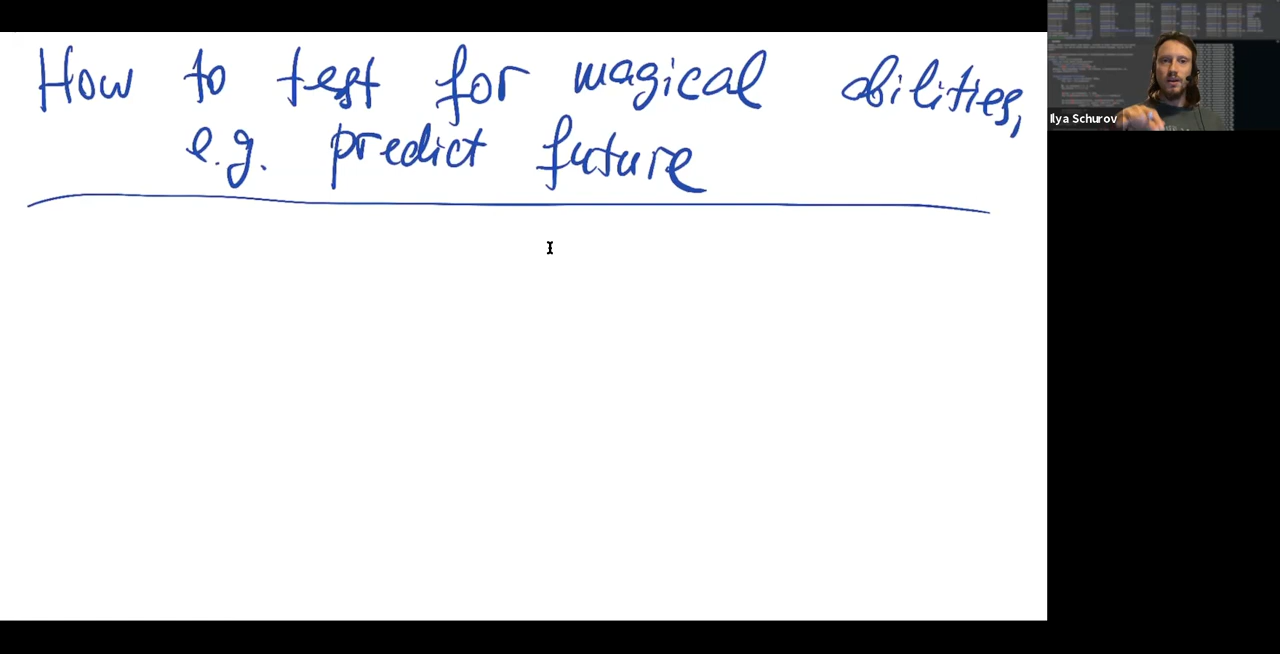 How to test for magical abilities,
e.g. predict future
Ilya Schurov